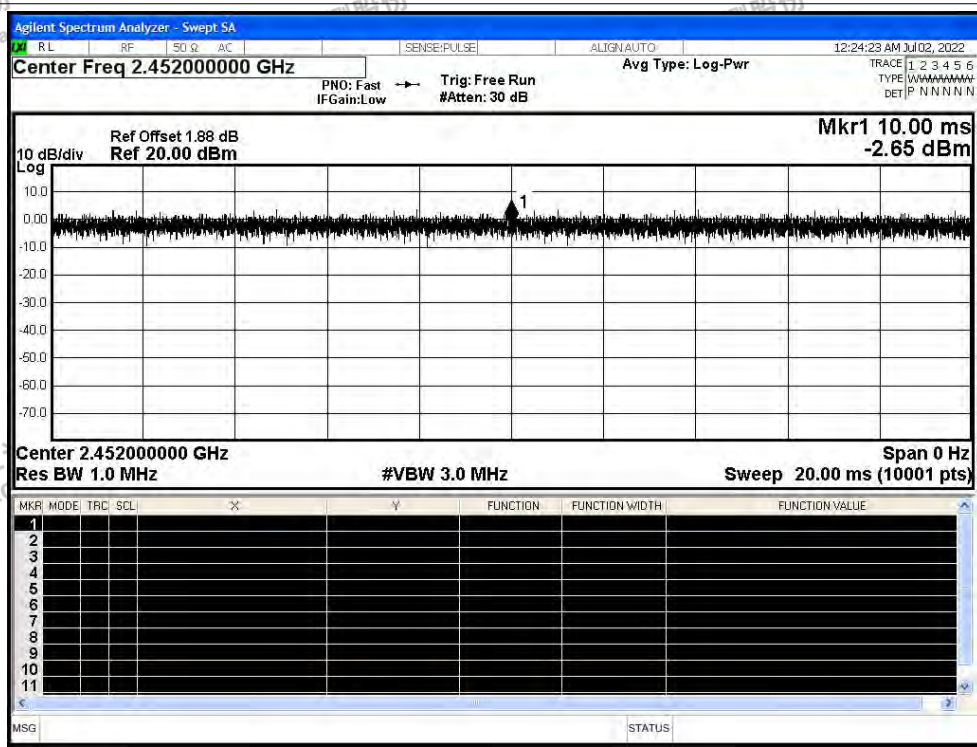 Agilent Spectrum Analyzer - Swept SA
RL RF 50 Ω AC SENSE:PULSE ALIGNAUTO 12:24:23 AM Jul 02, 2022
Center Freq 2.452000000 GHz
PNO: Fast
IFGain:Low
Trig: Free Run
#Atten: 30 dB
Avg Type: Log-Pwr
TRACE 1 2 3 4 5 6
TYPE
DET P N N N N N
Ref Offset 1.88 dB
10 dB/div Ref 20.00 dBm
Log
Mkr1 10.00 ms
-2.65 dBm
10.0
0.00
-10.0
-20.0
-30.0
-40.0
-50.0
-60.0
-70.0
1
Center 2.452000000 GHz Span 0 Hz
Res BW 1.0 MHz #VBW 3.0 MHz Sweep 20.00 ms (10001 pts)
MKR MODE TRC SCL X Y FUNCTION FUNCTION WIDTH FUNCTION VALUE
1
2
3
4
5
6
7
8
9
10
11
MSG STATUS